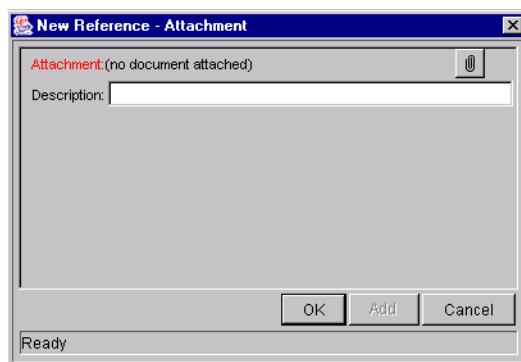 New Reference - Attachment
Attachment:(no document attached)
Description:
OK Add Cancel
Ready